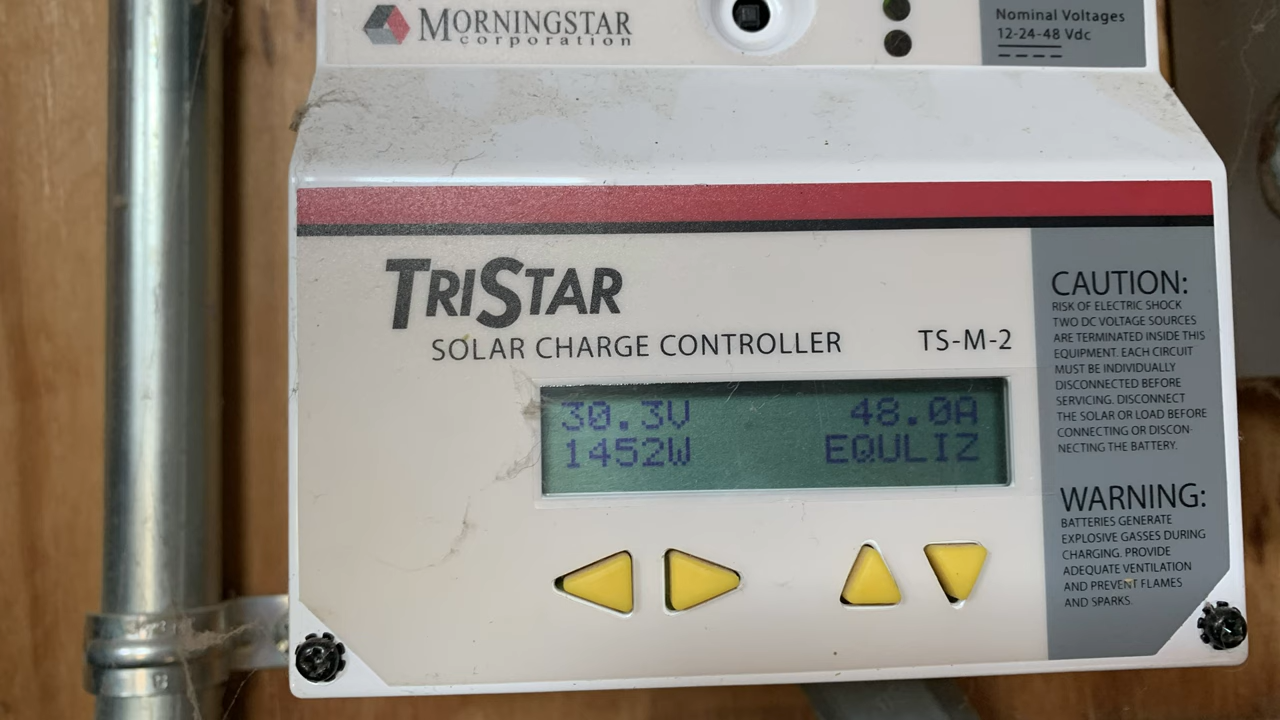 MORNINGSTAR
corporation
Nominal Voltages
12-24-48 Vdc
TRISTAR
SOLAR CHARGE CONTROLLER TS-M-2
30.3V 48.0A
1452W EQULIZ
CAUTION:
RISK OF ELECTRIC SHOCK
TWO DC VOLTAGE SOURCES
ARE TERMINATED INSIDE THIS
EQUIPMENT. EACH CIRCUIT
MUST BE INDIVIDUALLY
DISCONNECTED BEFORE
SERVICING. DISCONNECT
THE SOLAR OR LOAD BEFORE
CONNECTING OR DISCON-
NECTING THE BATTERY.
WARNING:
BATTERIES GENERATE
EXPLOSIVE GASSES DURING
CHARGING. PROVIDE
ADEQUATE VENTILATION
AND PREVENT FLAMES
AND SPARKS.